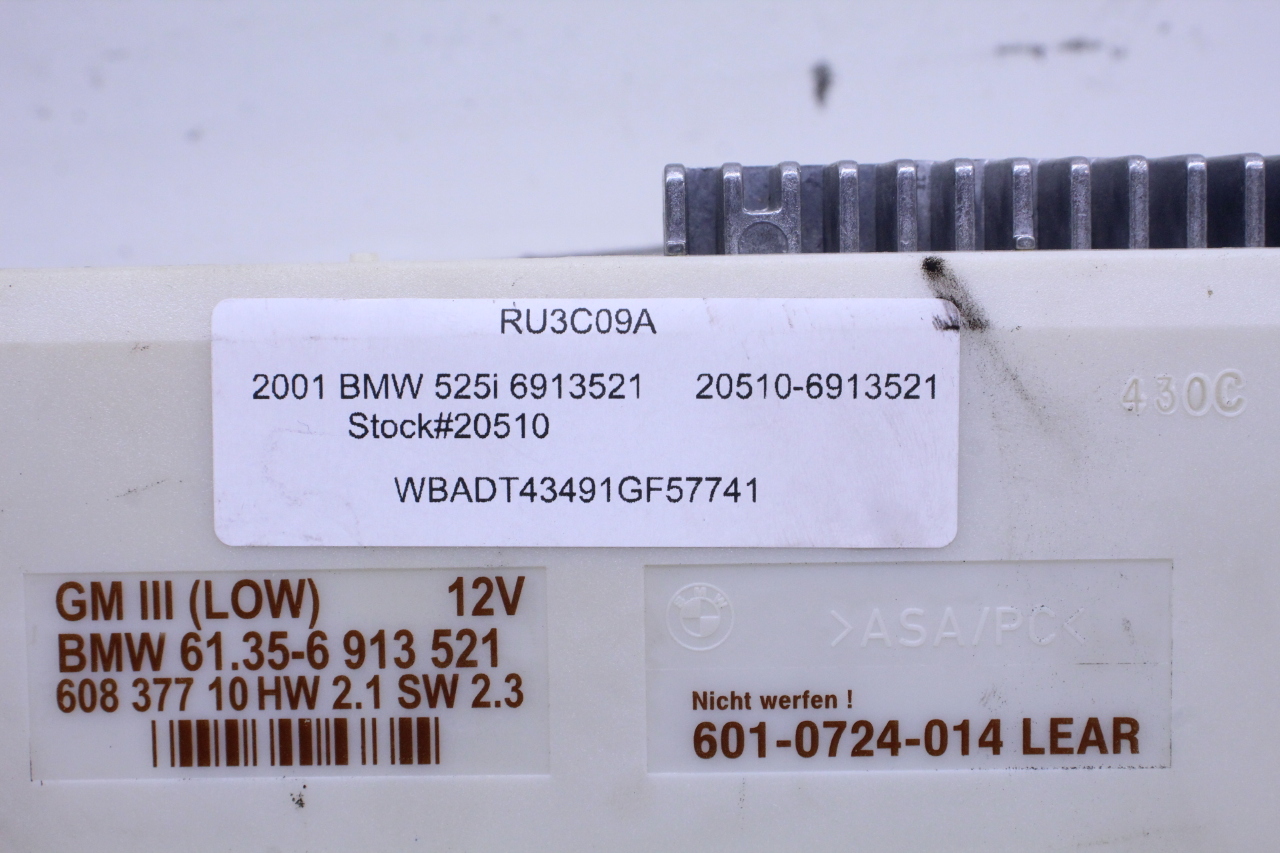 RU3C09A
2001 BMW 525i 6913521 20510-6913521
Stock#20510
WBADT43491GF57741
430C
GM III (LOW) 12V
BMW 61.35-6 913 521
608 377 10 HW 2.1 SW 2.3
BMW
>ASA/PC<
Nicht werfen !
601-0724-014 LEAR